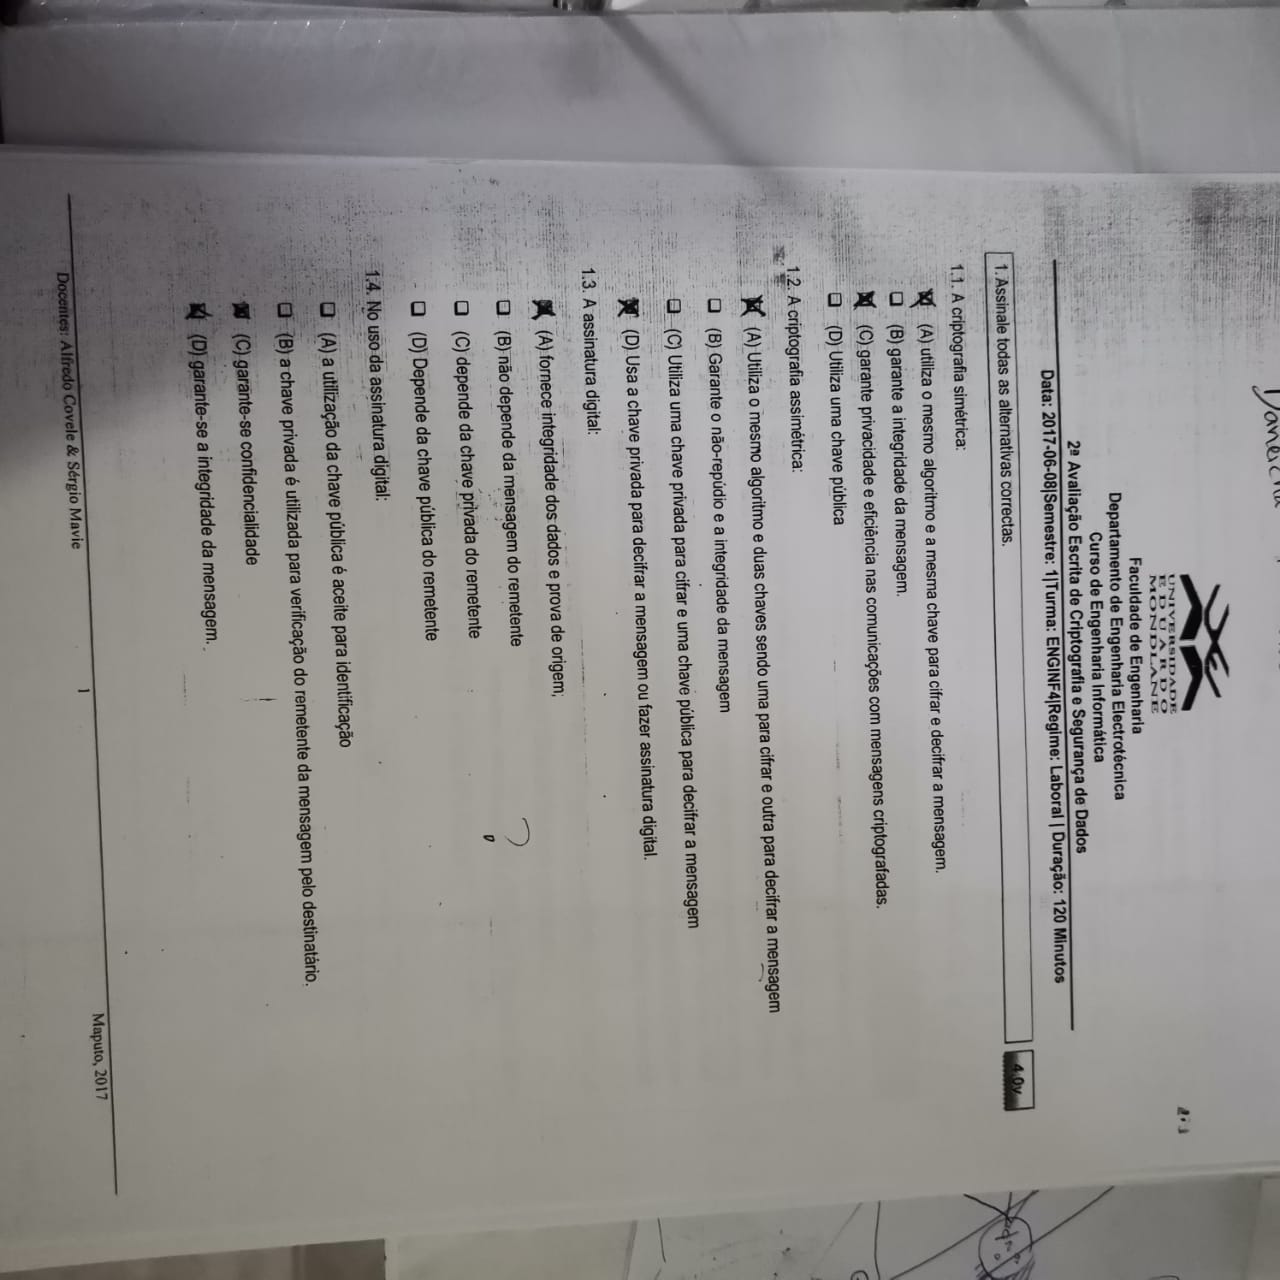 UNIVERSIDADE
EDUARDO
MONDLANE
Faculdade de Engenharia
Departamento de Engenharia Electrotécnica
Curso de Engenharia Informática
2ª Avaliação Escrita de Criptografia e Segurança de Dados
Data: 2017-06-08|Semestre: 1|Turma: ENGINF4|Regime: Laboral | Duração: 120 Minutos
1. Assinale todas as alternativas correctas. 4.0v
1.1. A criptografia simétrica:
(A) utiliza o mesmo algoritmo e a mesma chave para cifrar e decifrar a mensagem.
(B) garante a integridade da mensagem.
(C) garante privacidade e eficiência nas comunicações com mensagens criptografadas.
(D) Utiliza uma chave pública
1.2. A criptografia assimétrica:
(A) Utiliza o mesmo algoritmo e duas chaves sendo uma para cifrar e outra para decifrar a mensagem
(B) Garante o não-repúdio e a integridade da mensagem
(C) Utiliza uma chave privada para cifrar e uma chave pública para decifrar a mensagem
(D) Usa a chave privada para decifrar a mensagem ou fazer assinatura digital.
1.3. A assinatura digital:
(A) fornece integridade dos dados e prova de origem;
(B) não depende da mensagem do remetente
?
(C) depende da chave privada do remetente
(D) Depende da chave pública do remetente
1.4. No uso da assinatura digital:
(A) a utilização da chave pública é aceite para identificação
(B) a chave privada é utilizada para verificação do remetente da mensagem pelo destinatário.
(C) garante-se confidencialidade
(D) garante-se a integridade da mensagem.
Docentes: Alfredo Covele & Sérgio Mavie 1 Maputo, 2017